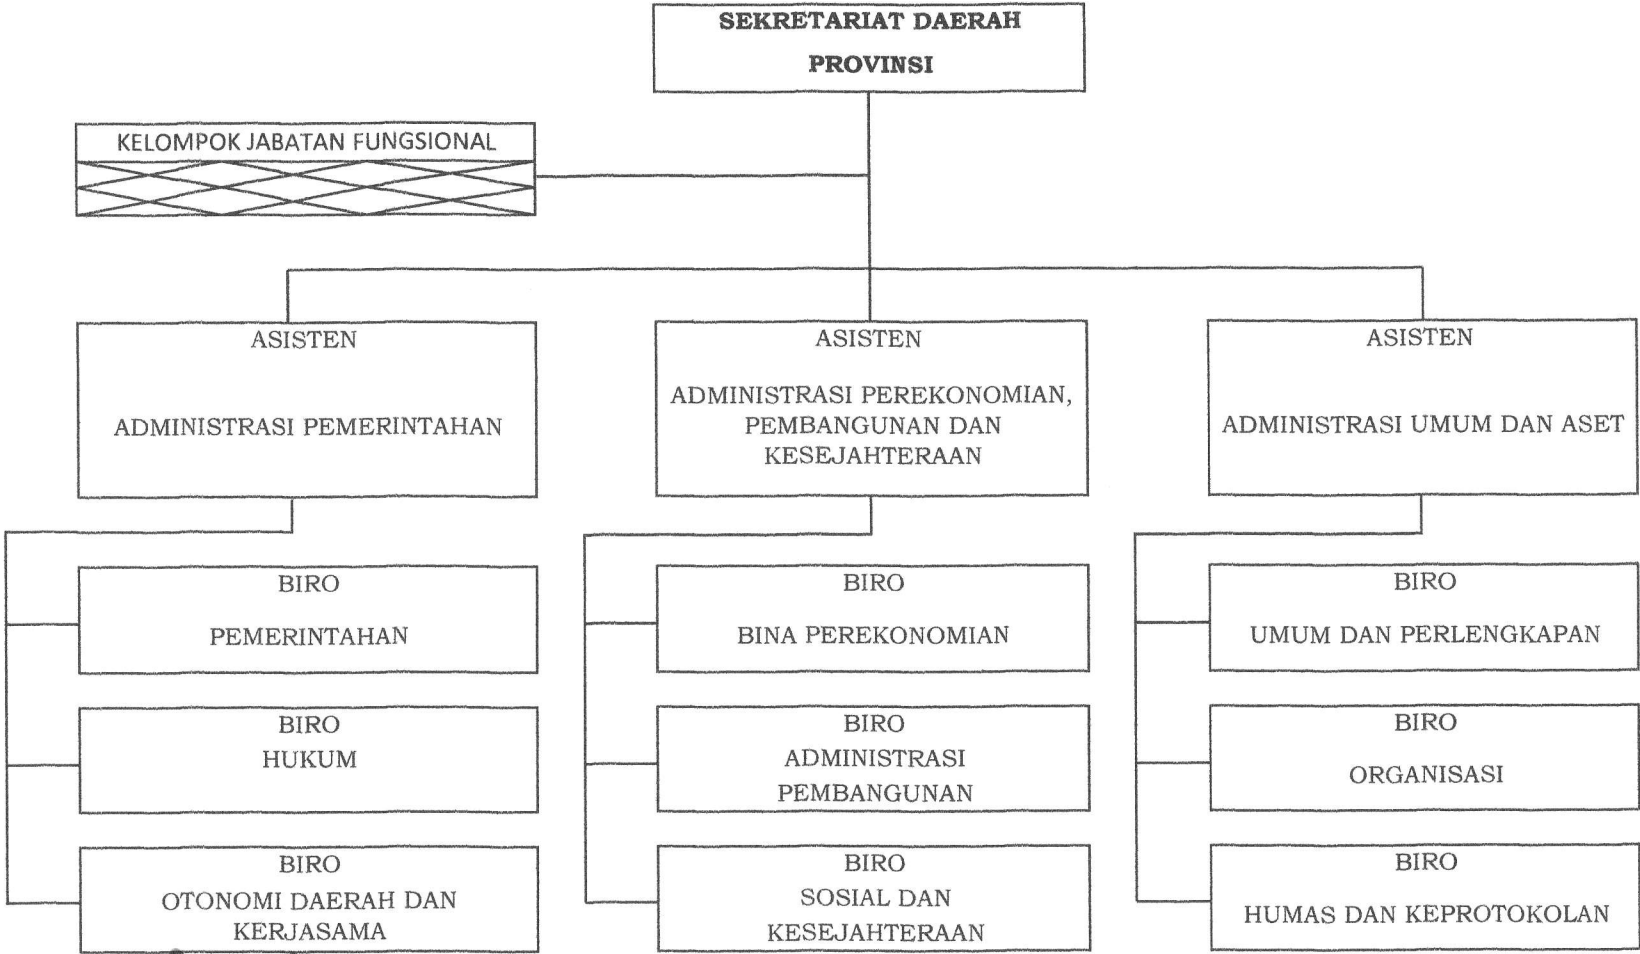 SEKRETARIAT DAERAH
PROVINSI
KELOMPOK JABATAN FUNGSIONAL
ASISTEN
ADMINISTRASI PEMERINTAHAN
ASISTEN
ADMINISTRASI PEREKONOMIAN,
PEMBANGUNAN DAN
KESEJAHTERAAN
ASISTEN
ADMINISTRASI UMUM DAN ASET
BIRO
PEMERINTAHAN
BIRO
HUKUM
BIRO
OTONOMI DAERAH DAN
KERJASAMA
BIRO
BINA PEREKONOMIAN
BIRO
ADMINISTRASI
PEMBANGUNAN
BIRO
SOSIAL DAN
KESEJAHTERAAN
BIRO
UMUM DAN PERLENGKAPAN
BIRO
ORGANISASI
BIRO
HUMAS DAN KEPROTOKOLAN